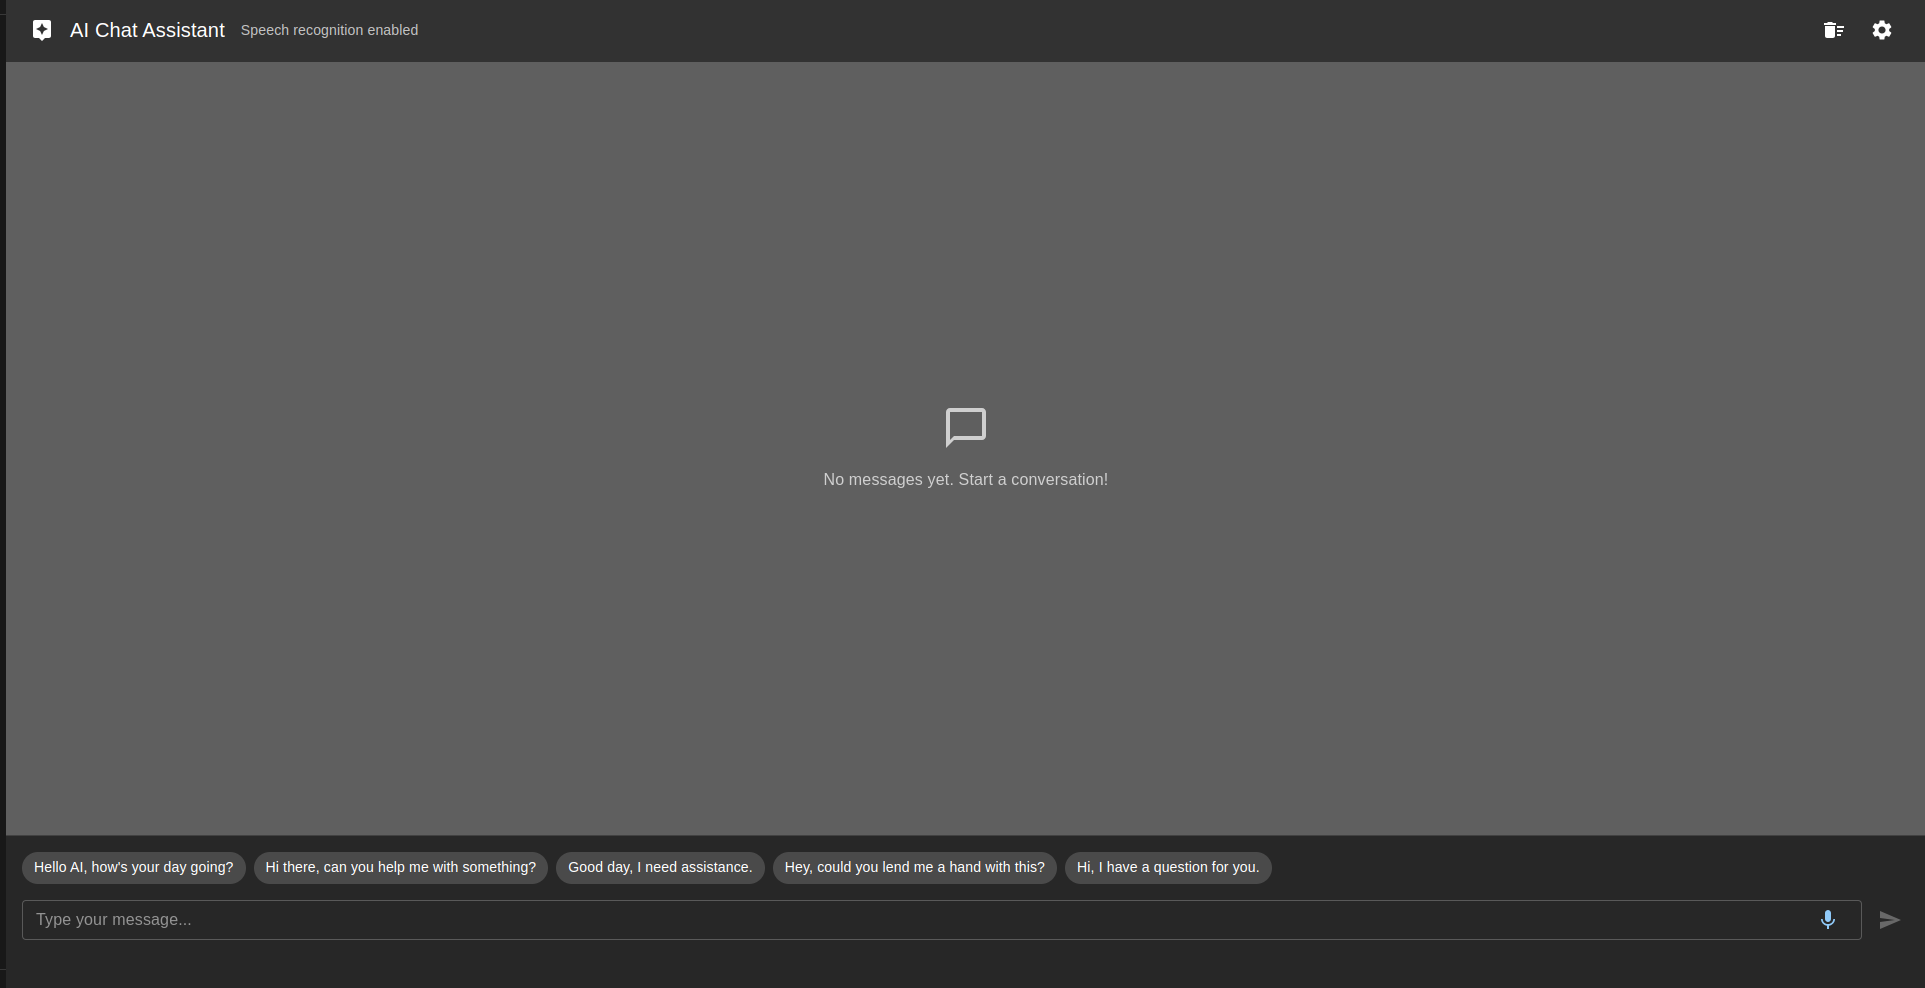 AI Chat Assistant Speech recognition enabled
No messages yet. Start a conversation!
Hello AI, how's your day going? Hi there, can you help me with something? Good day, I need assistance. Hey, could you lend me a hand with this? Hi, I have a question for you.
Type your message...